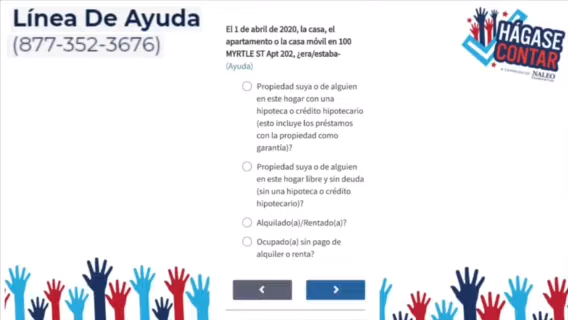 Línea De Ayuda
(877-352-3676)
El 1 de abril de 2020, la casa, el
apartamento o la casa móvil en 100
MYRTLE ST Apt 202, ¿era/estaba-
(Ayuda)
Propiedad suya o de alguien
en este hogar con una
hipoteca o crédito hipotecario
(esto incluye los préstamos
con la propiedad como
garantía)?
Propiedad suya o de alguien
en este hogar libre y sin deuda
(sin una hipoteca o crédito
hipotecario)?
Alquilado(a)/Rentado(a)?
Ocupado(a) sin pago de
alquiler o renta?
HÁGASE
CONTAR
NALEO